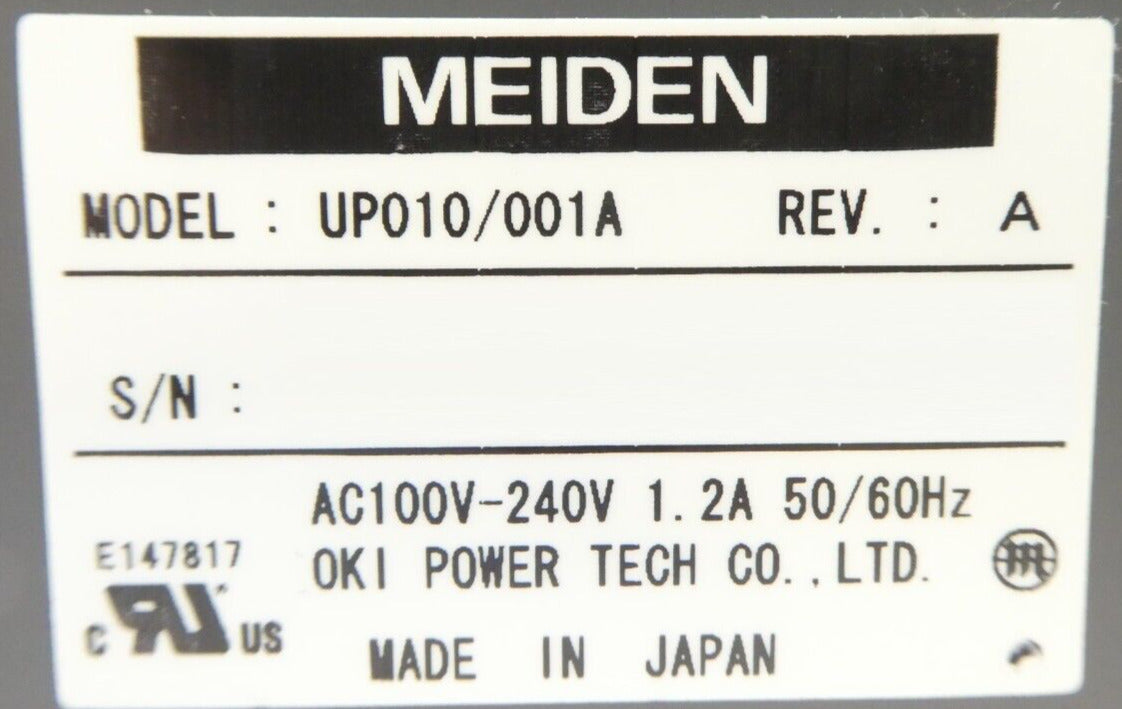 MEIDEN
MODEL : UP010/001A REV. : A
S/N :
AC100V-240V 1.2A 50/60Hz
E147817
OKI POWER TECH CO.,LTD.
C RU US
MADE IN JAPAN